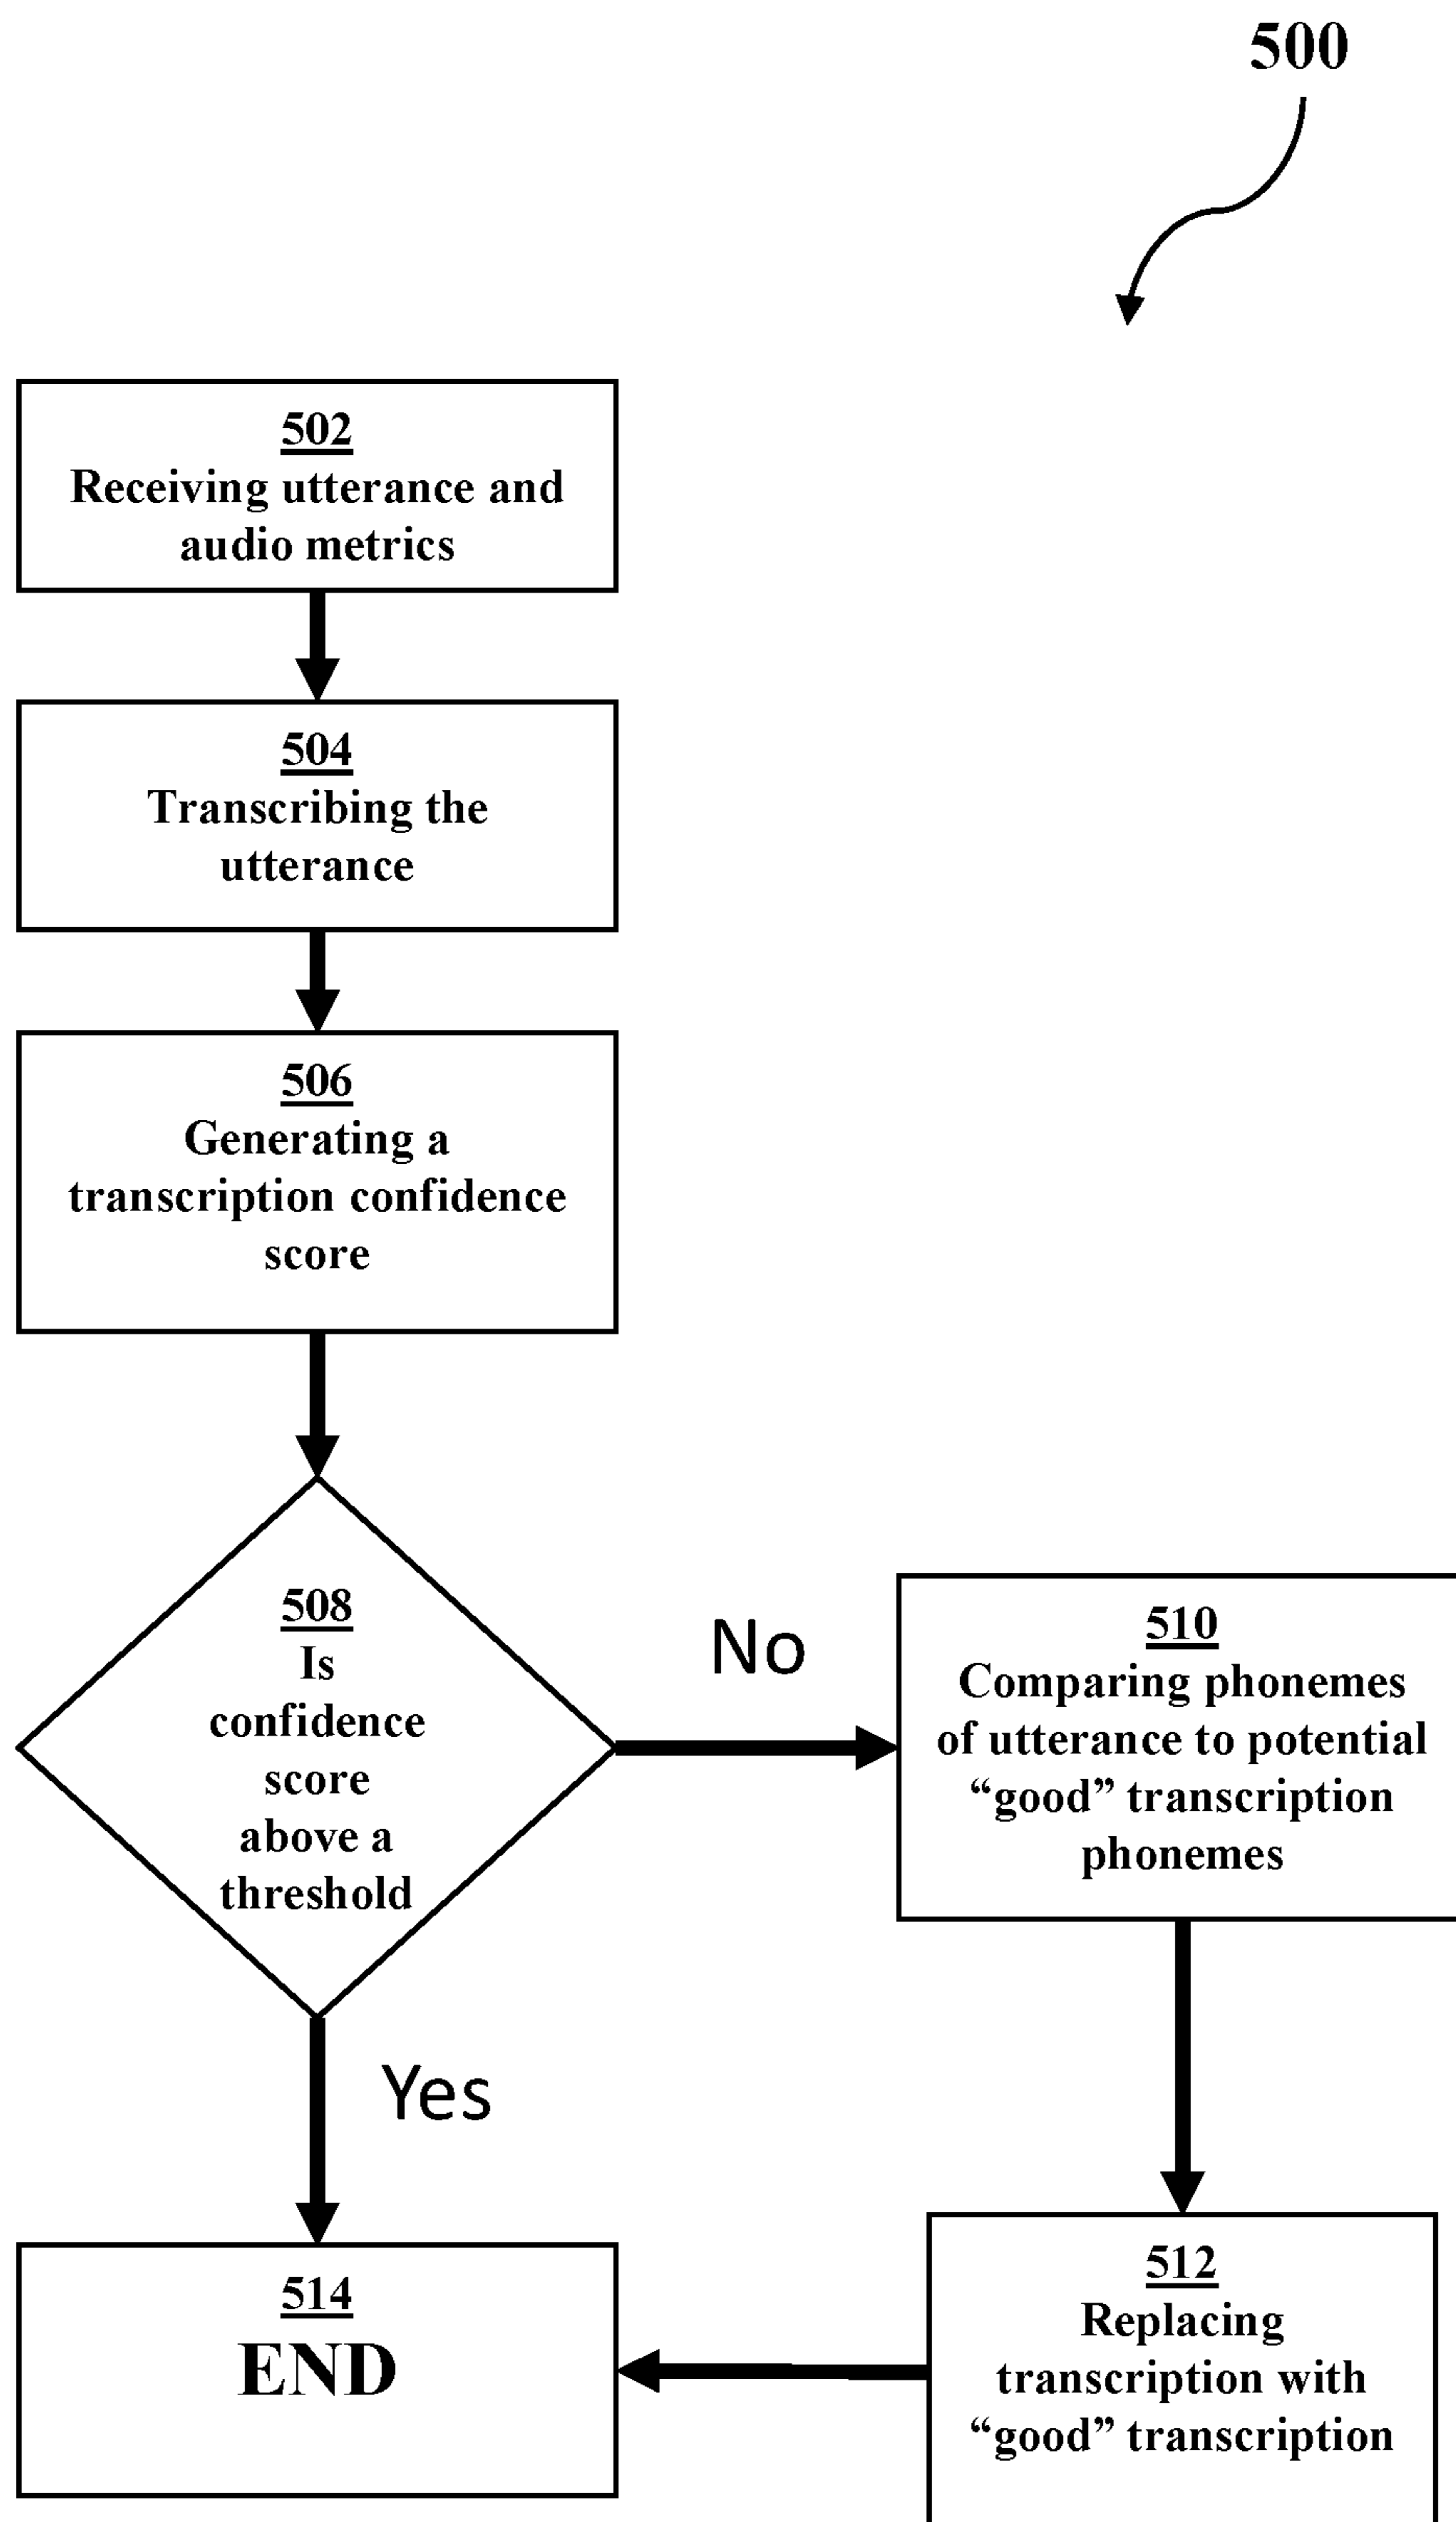 500
502
Receiving utterance and
audio metrics
504
Transcribing the
utterance
506
Generating a
transcription confidence
score
508
Is
confidence
score
above a
threshold
No
510
Comparing phonemes
of utterance to potential
“good” transcription
phonemes
Yes
514
END
512
Replacing
transcription with
“good” transcription